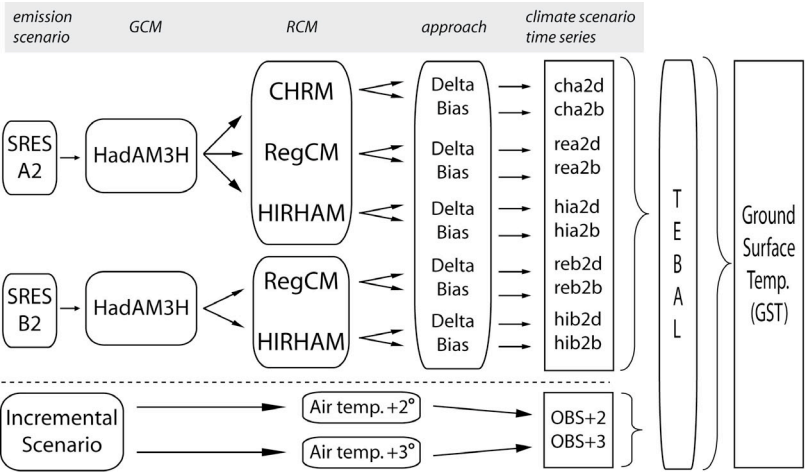 emission
scenario
GCM
RCM
approach
climate scenario
time series
SRES
A2
HadAM3H
CHRM
RegCM
HIRHAM
Delta
Bias
Delta
Bias
Delta
Bias
cha2d
cha2b
rea2d
rea2b
hia2d
hia2b
SRES
B2
HadAM3H
RegCM
HIRHAM
Delta
Bias
Delta
Bias
reb2d
reb2b
hib2d
hib2b
Incremental
Scenario
Air temp.+2°
Air temp.+3°
OBS+2
OBS+3
T
E
B
A
L
Ground
Surface
Temp.
(GST)